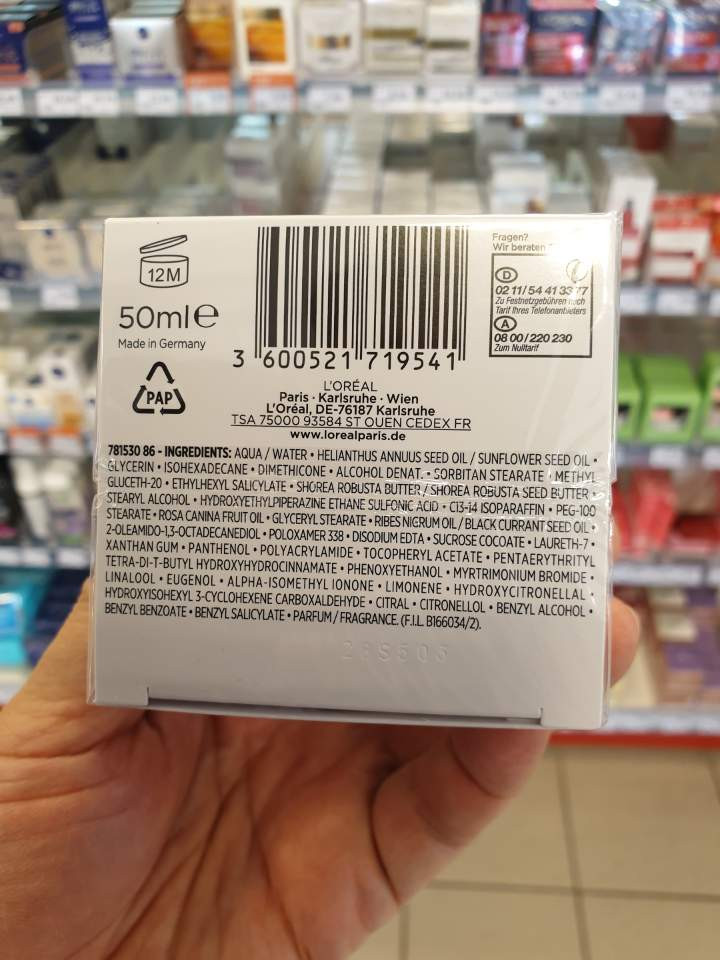 12M
50ml e
Made in Germany
PAP
3 600521 719541
Fragen?
Wir beraten
D
02 11/54 41 33 77
Zu Festnetzgebühren nach
Tarif Ihres Telefonanbieters
A
08 00/220 230
Zum Nulltarif
L'ORÉAL
Paris · Karlsruhe · Wien
L'Oréal, DE-76187 Karlsruhe
TSA 75000 93584 ST OUEN CEDEX FR
www.lorealparis.de
781530 86 - INGREDIENTS: AQUA / WATER • HELIANTHUS ANNUUS SEED OIL / SUNFLOWER SEED OIL •
GLYCERIN • ISOHEXADECANE • DIMETHICONE • ALCOHOL DENAT. • SORBITAN STEARATE • METHYL
GLUCETH-20 • ETHYLHEXYL SALICYLATE • SHOREA ROBUSTA BUTTER / SHOREA ROBUSTA SEED BUTTER •
STEARYL ALCOHOL • HYDROXYETHYLPIPERAZINE ETHANE SULFONIC ACID • C13-14 ISOPARAFFIN • PEG-100
STEARATE • ROSA CANINA FRUIT OIL • GLYCERYL STEARATE • RIBES NIGRUM OIL / BLACK CURRANT SEED OIL •
2-OLEAMIDO-1,3-OCTADECANEDIOL • POLOXAMER 338 • DISODIUM EDTA • SUCROSE COCOATE • LAURETH-7 •
XANTHAN GUM • PANTHENOL • POLYACRYLAMIDE • TOCOPHERYL ACETATE • PENTAERYTHRITYL
TETRA-DI-T-BUTYL HYDROXYHYDROCINNAMATE • PHENOXYETHANOL • MYRTRIMONIUM BROMIDE •
LINALOOL • EUGENOL • ALPHA-ISOMETHYL IONONE • LIMONENE • HYDROXYCITRONELLAL •
HYDROXYISOHEXYL 3-CYCLOHEXENE CARBOXALDEHYDE • CITRAL • CITRONELLOL • BENZYL ALCOHOL •
BENZYL BENZOATE • BENZYL SALICYLATE • PARFUM / FRAGRANCE. (F.I.L. B166034/2).